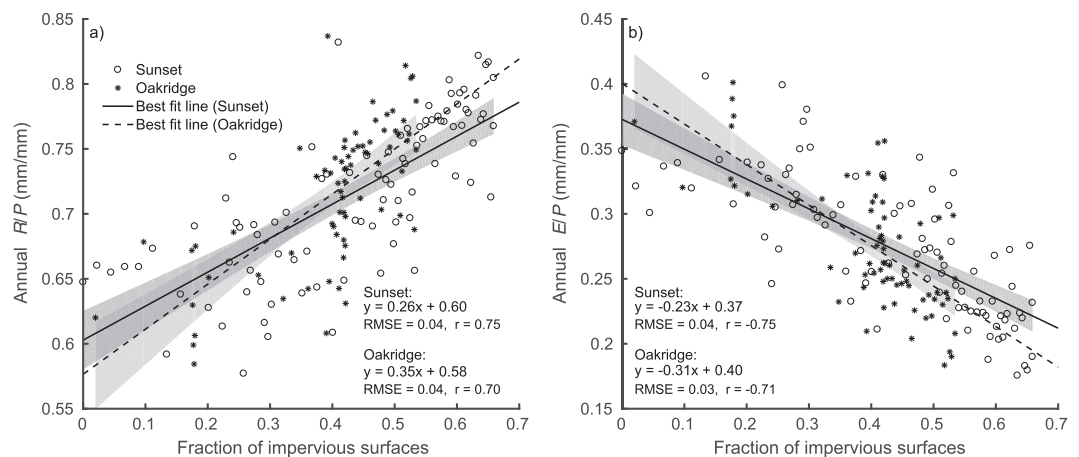 a)
Sunset
Oakridge
Best fit line (Sunset)
Best fit line (Oakridge)
Sunset:
y = 0.26x + 0.60
RMSE = 0.04, r = 0.75
Oakridge:
y = 0.35x + 0.58
RMSE = 0.04, r = 0.70
0.85
0.8
0.75
0.7
0.65
0.6
0.55
Annual R/P (mm/mm)
0 0.1 0.2 0.3 0.4 0.5 0.6 0.7
Fraction of impervious surfaces
b)
Sunset:
y = -0.23x + 0.37
RMSE = 0.04, r = -0.75
Oakridge:
y = -0.31x + 0.40
RMSE = 0.03, r = -0.71
0.45
0.4
0.35
0.3
0.25
0.2
0.15
Annual E/P (mm/mm)
0 0.1 0.2 0.3 0.4 0.5 0.6 0.7
Fraction of impervious surfaces